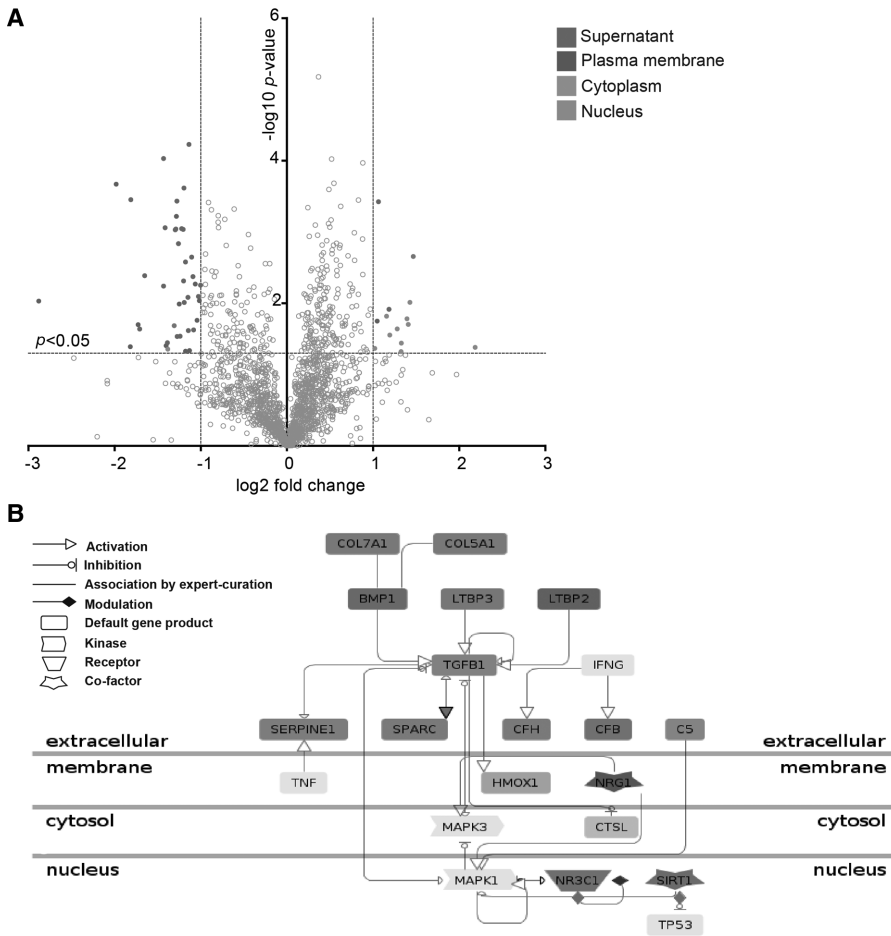 A
6
-log10 p-value
Supernatant
Plasma membrane
Cytoplasm
Nucleus
4
2
p<0.05
-3 -2 -1 0 1 2 3
log2 fold change
B
Activation
Inhibition
Association by expert-curation
Modulation
Default gene product
Kinase
Receptor
Co-factor
COL7A1 COL5A1
BMP1 LTBP3 LTBP2
TGFB1 IFNG
SERPINE1 SPARC CFH CFB C5
extracellular extracellular
membrane membrane
TNF HMOX1 NRG1
cytosol cytosol
MAPK3 CTSL
nucleus nucleus
MAPK1 NR3C1 SIRT1
TP53